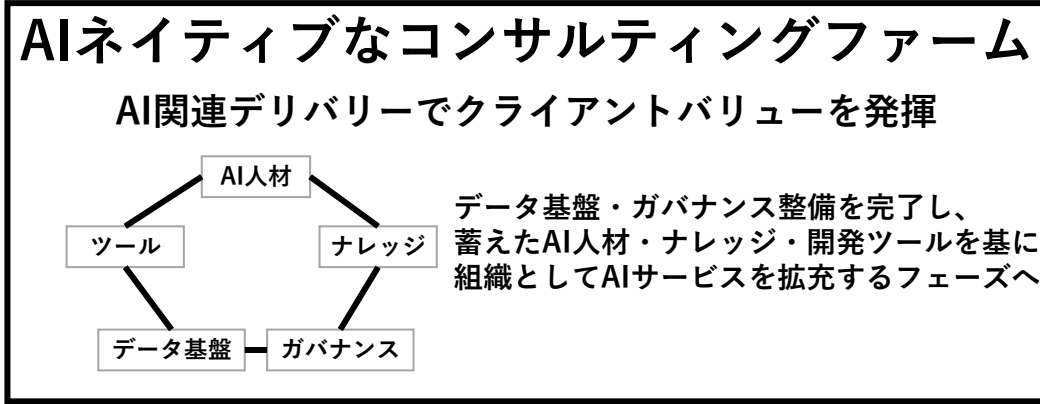 AIネイティブなコンサルティングファーム
AI関連デリバリーでクライアントバリューを発揮
AI人材
ツール
ナレッジ
データ基盤
ガバナンス
データ基盤・ガバナンス整備を完了し、
蓄えたAI人材・ナレッジ・開発ツールを基に
組織としてAIサービスを拡充するフェーズへ